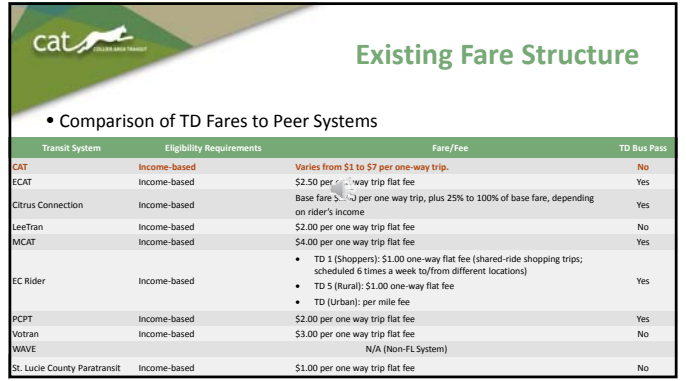 cat COLLIER AREA TRANSIT
Existing Fare Structure
• Comparison of TD Fares to Peer Systems
Transit System Eligibility Requirements Fare/Fee TD Bus Pass
CAT Income-based Varies from $1 to $7 per one-way trip. No
ECAT Income-based $2.50 per one way trip flat fee Yes
Base fare per one way trip, plus 25% to 100% of base fare, depending
Citrus Connection Income-based on rider's income Yes
LeeTran Income-based $2.00 per one way trip flat fee No
MCAT Income-based $4.00 per one way trip flat fee Yes
• TD 1 (Shoppers): $1.00 one-way flat fee (shared-ride shopping trips;
scheduled 6 times a week to/from different locations)
EC Rider Income-based • TD 5 (Rural): $1.00 one-way flat fee Yes
• TD (Urban): per mile fee
PCPT Income-based $2.00 per one way trip flat fee Yes
Votran Income-based $3.00 per one way trip flat fee No
WAVE N/A (Non-FL System)
St. Lucie County Paratransit Income-based $1.00 per one way trip flat fee No